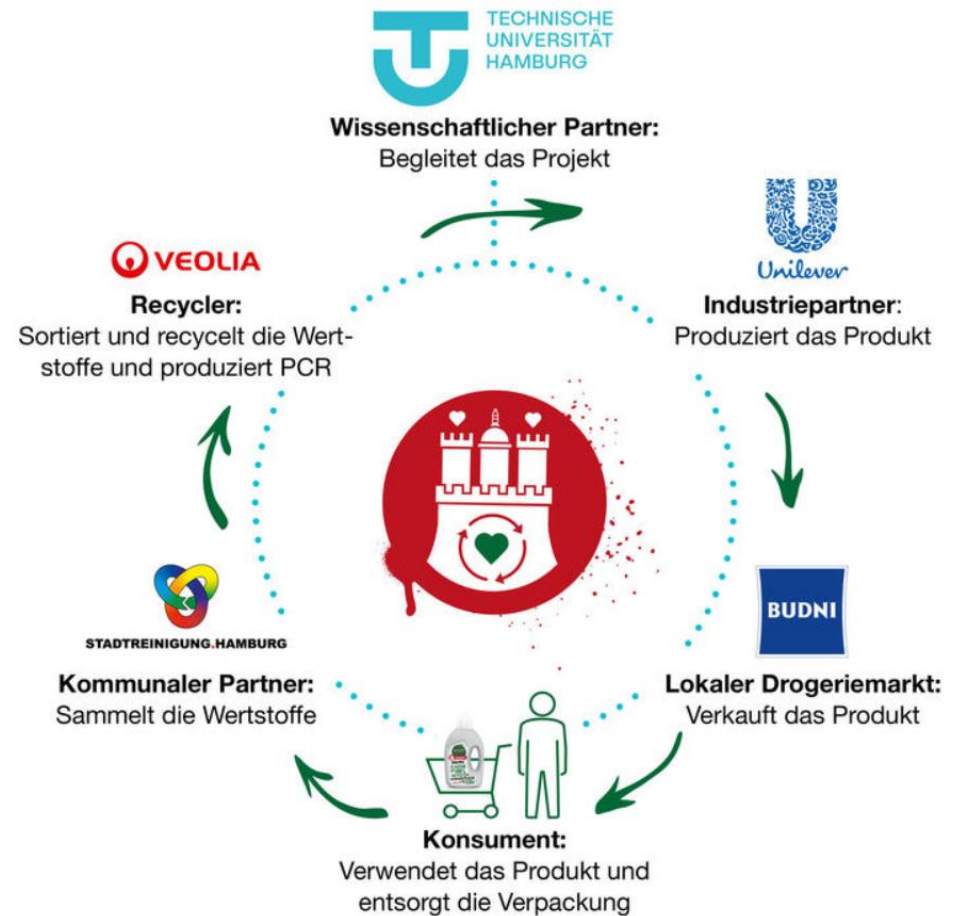 TECHNISCHE
UNIVERSITÄT
HAMBURG
Wissenschaftlicher Partner:
Begleitet das Projekt
VEOLIA
Recycler:
Sortiert und recycelt die Wert-
stoffe und produziert PCR
Unilever
Industriepartner:
Produziert das Produkt
STADTREINIGUNG.HAMBURG
Kommunaler Partner:
Sammelt die Wertstoffe
BUDNI
Lokaler Drogeriemarkt:
Verkauft das Produkt
Konsument:
Verwendet das Produkt und
entsorgt die Verpackung